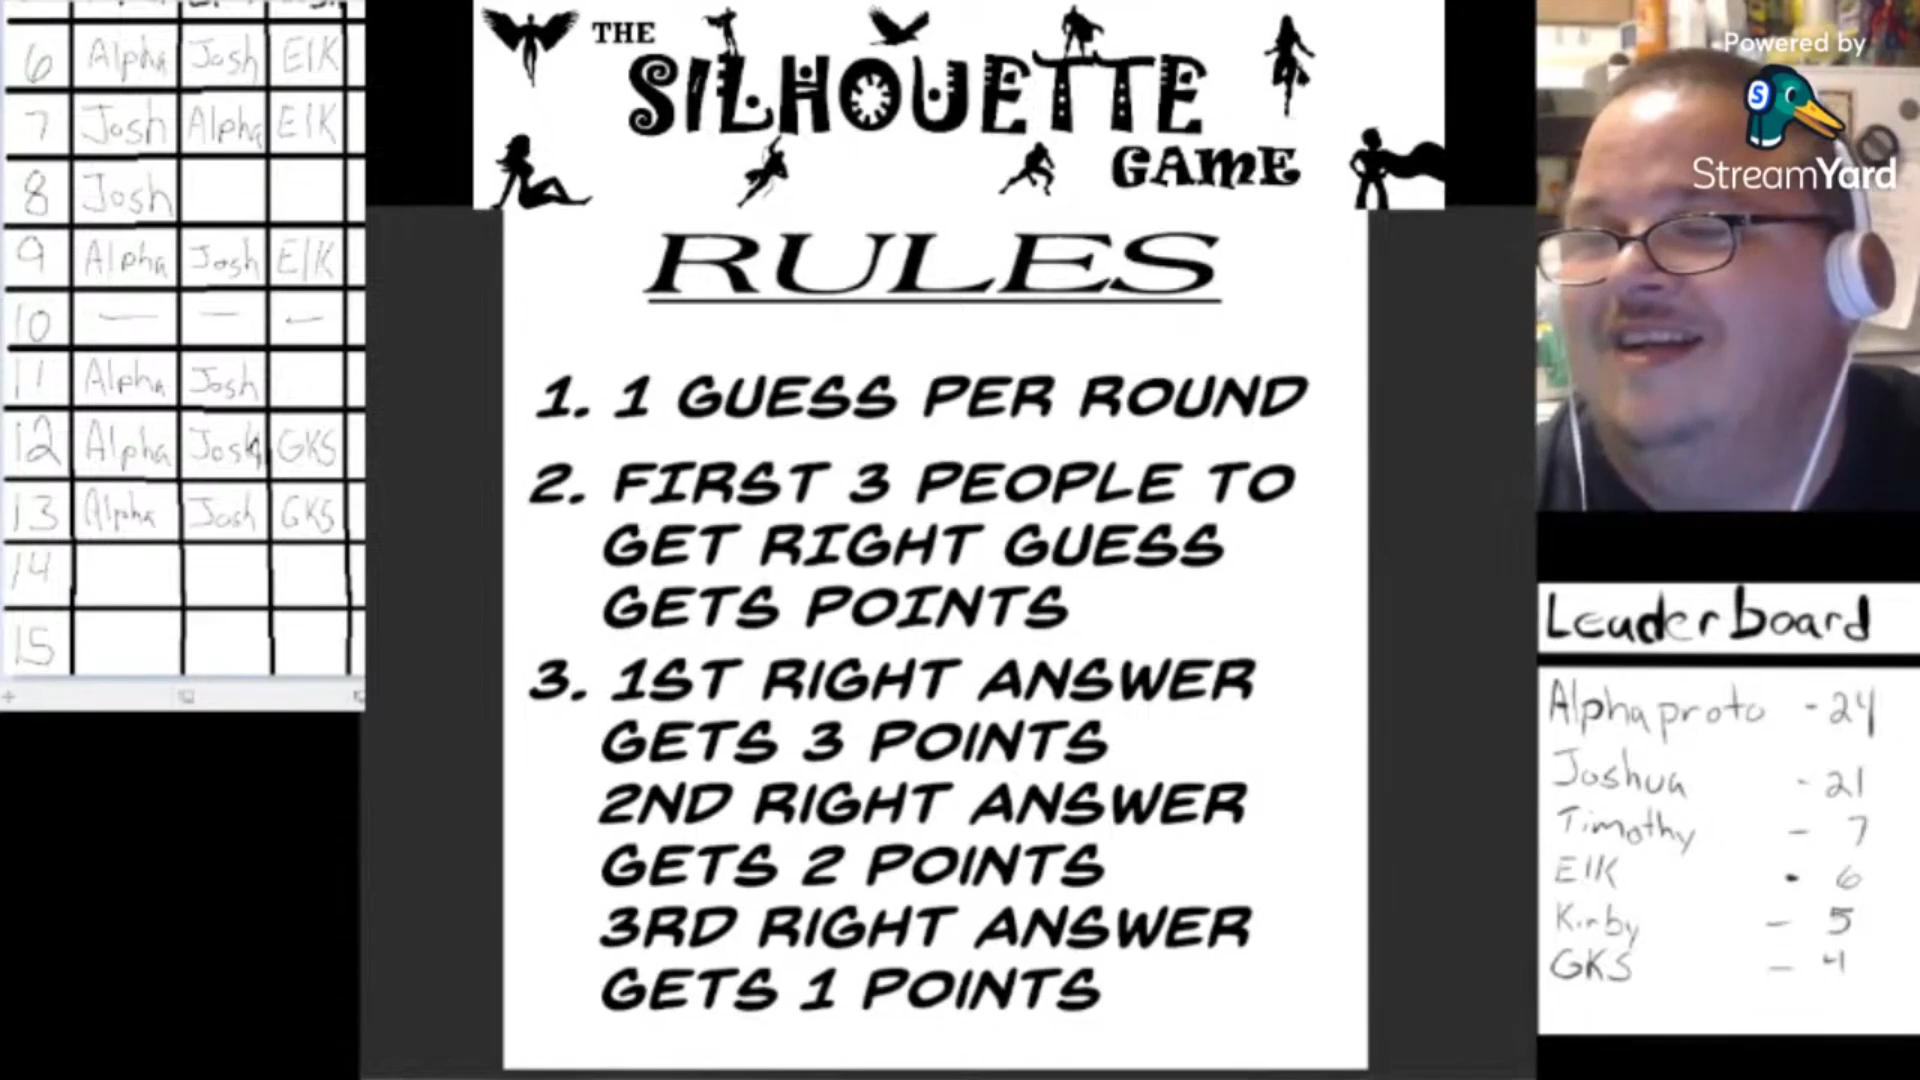 6 Alpha Josh Elk
7 Josh Alpha Elk
8 Josh
9 Alpha Josh Elk
10 — — —
11 Alpha Josh
12 Alpha Josh GKS
13 Alpha Josh GKS
14
15
THE
SILHOUETTE
GAME
RULES
1. 1 GUESS PER ROUND
2. FIRST 3 PEOPLE TO
GET RIGHT GUESS
GETS POINTS
3. 1ST RIGHT ANSWER
GETS 3 POINTS
2ND RIGHT ANSWER
GETS 2 POINTS
3RD RIGHT ANSWER
GETS 1 POINTS
Powered by
S
StreamYard
Leaderboard
Alphaproto - 24
Joshua - 21
Timothy - 7
Elk - 6
Kirby - 5
GKS - 4